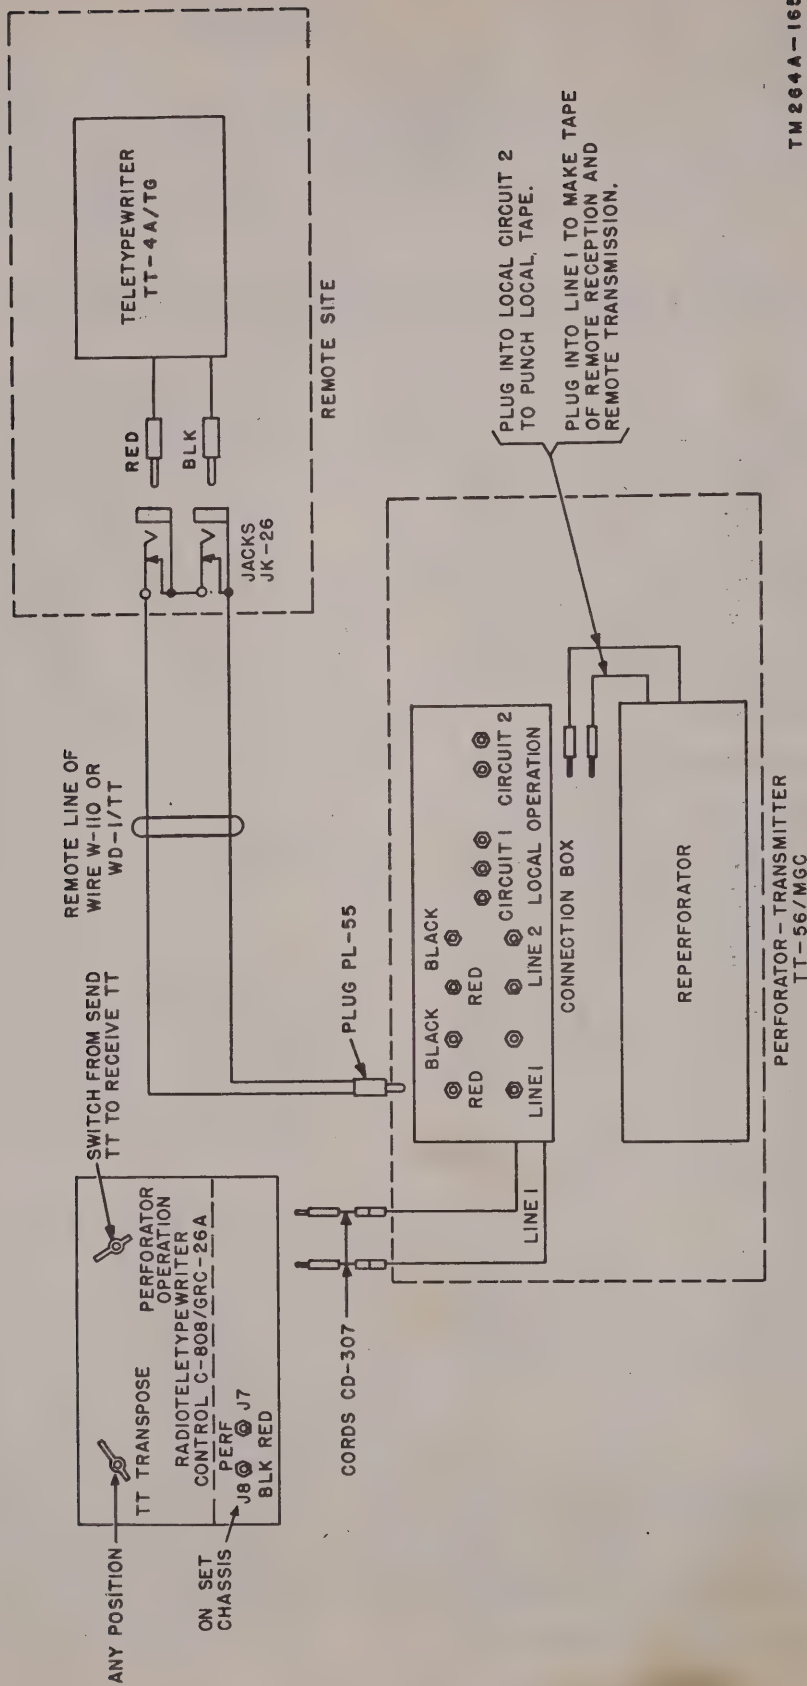 ANY POSITION
ON SET
CHASSIS
TT TRANSPOSE
PERFORATOR
OPERATION
RADIOTELETYPEWRITER
CONTROL C-808/GRC-26A
PERF
J8 J7
BLK RED
SWITCH FROM SEND
TT TO RECEIVE TT
REMOTE LINE OF
WIRE W-110 OR
WD-1/TT
JACKS
JK-26
RED
BLK
TELETYPEWRITER
TT-4A/TG
REMOTE SITE
CORDS CD-307
PLUG PL-55
LINE 1
RED
BLACK
RED
BLACK
LINE 1
LINE 2
CIRCUIT 1
CIRCUIT 2
LOCAL OPERATION
CONNECTION BOX
REPERFORATOR
PERFORATOR-TRANSMITTER
TT-56/MGC
PLUG INTO LOCAL CIRCUIT 2
TO PUNCH LOCAL, TAPE.
PLUG INTO LINE 1 TO MAKE TAPE
OF REMOTE RECEPTION AND
REMOTE TRANSMISSION.
TM264A-165